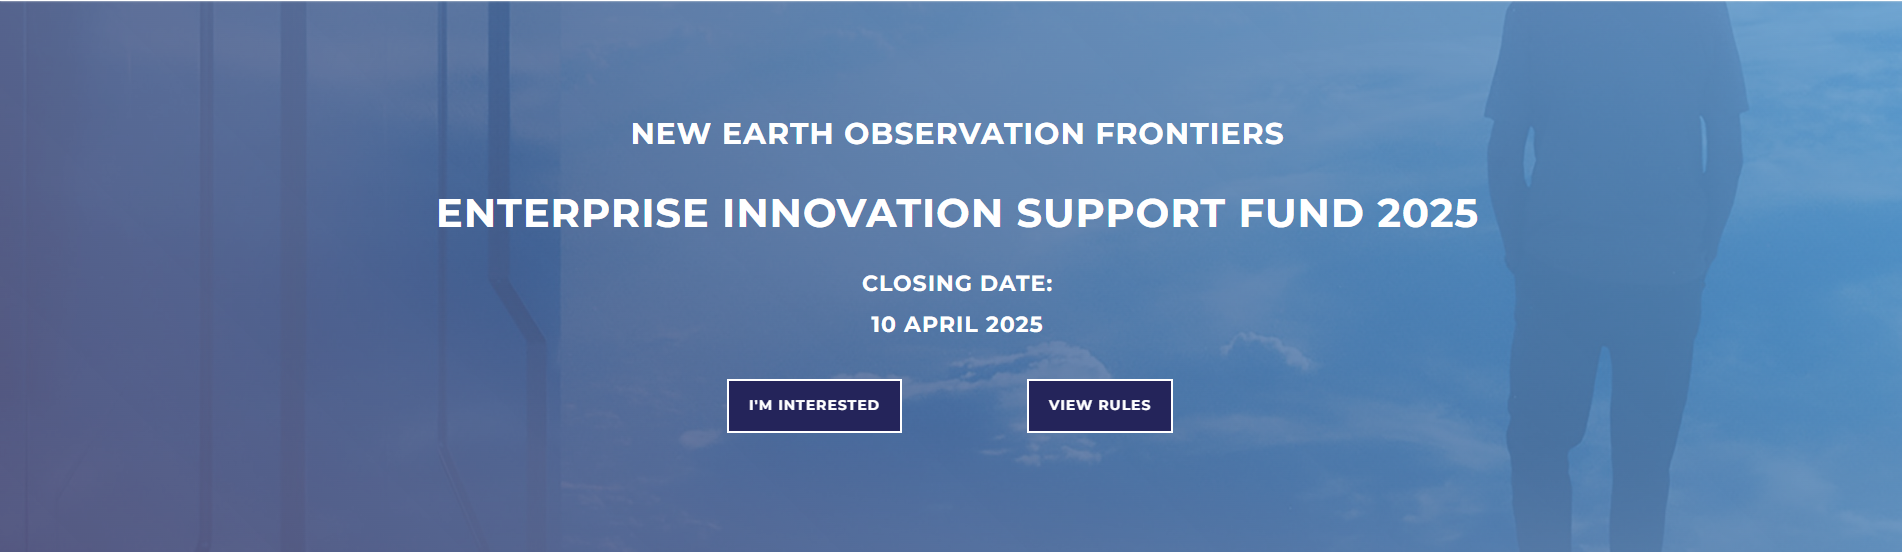 NEW EARTH OBSERVATION FRONTIERS
ENTERPRISE INNOVATION SUPPORT FUND 2025
CLOSING DATE:
10 APRIL 2025
I'M INTERESTED
VIEW RULES